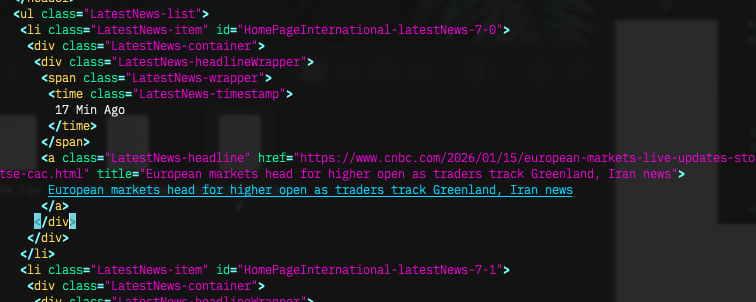 </header>
<ul class="LatestNews-list">
<li class="LatestNews-item" id="HomePageInternational-latestNews-7-0">
<div class="LatestNews-container">
<div class="LatestNews-headlineWrapper">
<span class="LatestNews-wrapper">
<time class="LatestNews-timestamp">
17 Min Ago
</time>
</span>
<a class="LatestNews-headline" href="https://www.cnbc.com/2026/01/15/european-markets-live-updates-sto
tse-cac.html" title="European markets head for higher open as traders track Greenland, Iran news">
European markets head for higher open as traders track Greenland, Iran news
</a>
</div>
</div>
</li>
<li class="LatestNews-item" id="HomePageInternational-latestNews-7-1">
<div class="LatestNews-container">
<div class="LatestNews-headlineWrapper">